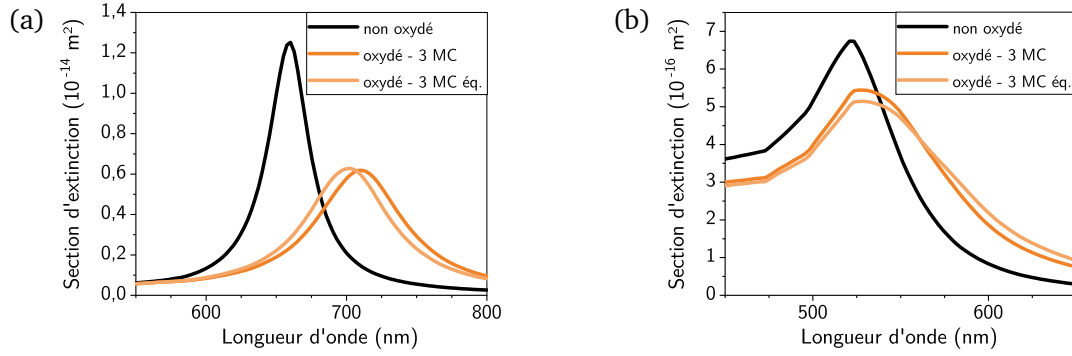 (a)
Section d'extinction (10⁻¹⁴ m²)
1,4
1,2
1,0
0,8
0,6
0,4
0,2
0,0
non oxydé
oxydé - 3 MC
oxydé - 3 MC éq.
600 700 800
Longueur d'onde (nm)
(b)
Section d'extinction (10⁻¹⁶ m²)
7
6
5
4
3
2
1
0
non oxydé
oxydé - 3 MC
oxydé - 3 MC éq.
500 600
Longueur d'onde (nm)